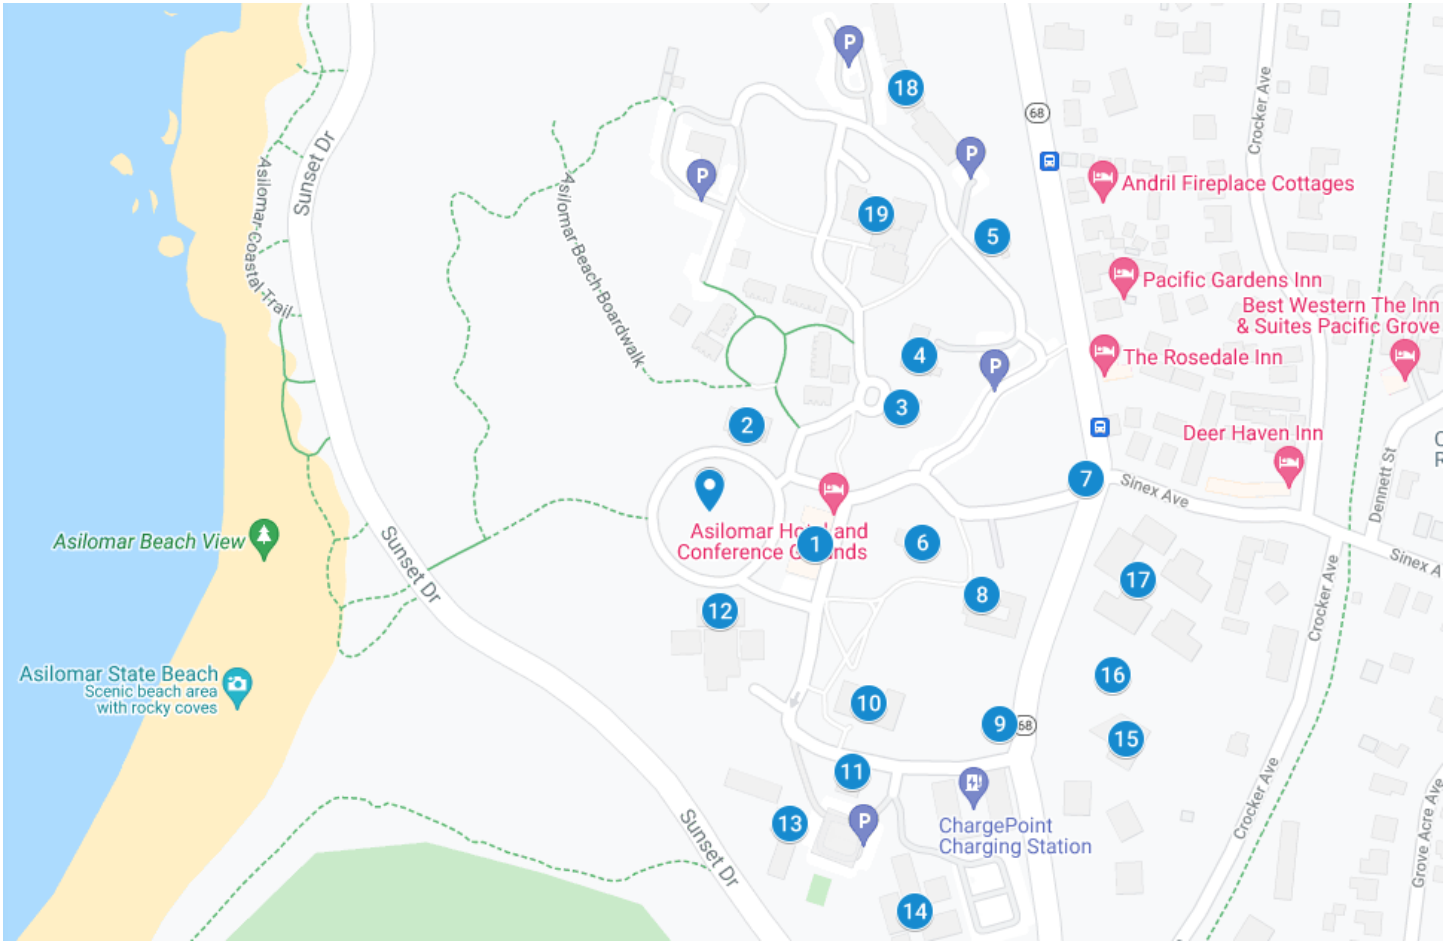 P
18
68
Crocker Ave
Sunset Dr
Asilomar Coastal Trail
P
P
Andril Fireplace Cottages
Asilomar Beach Boardwalk
19
5
Pacific Gardens Inn
Best Western The Inn
& Suites Pacific Grove
4
P
The Rosedale Inn
3
2
Deer Haven Inn
7
Sinex Ave
Dennett St
Asilomar Beach View
Asilomar Hotel and
Conference Grounds
1
6
Sunset Dr
Sinex A
17
8
12
Crocker Ave
Asilomar State Beach
Scenic beach area
with rocky coves
16
10
9
68
15
11
Crocker Ave
13
P
ChargePoint
Charging Station
Sunset Dr
Grove Acre Ave
14